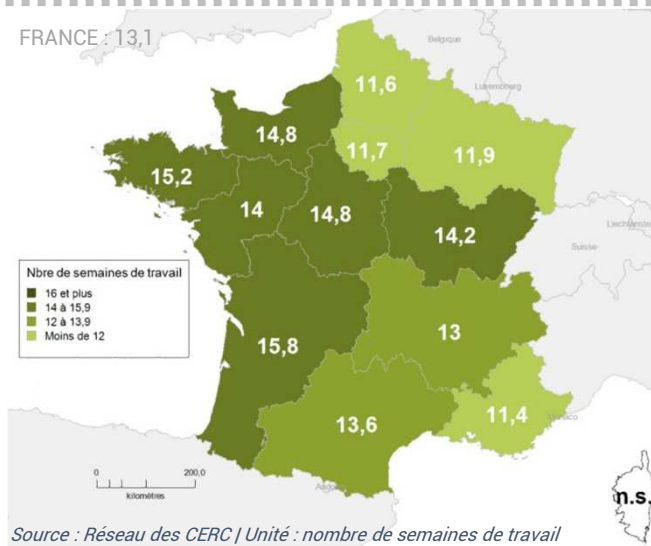 FRANCE : 13,1
Belgique
11,6
Luxembourg
14,8
11,7
11,9
15,2
14
14,8
14,2
Liechtenstein
Suisse
Nbre de semaines de travail
16 et plus
14 à 15,9
12 à 13,9
Moins de 12
13
15,8
11,4
Monaco
13,6
0 200,0
kilomètres
n.s.
Source : Réseau des CERC | Unité : nombre de semaines de travail